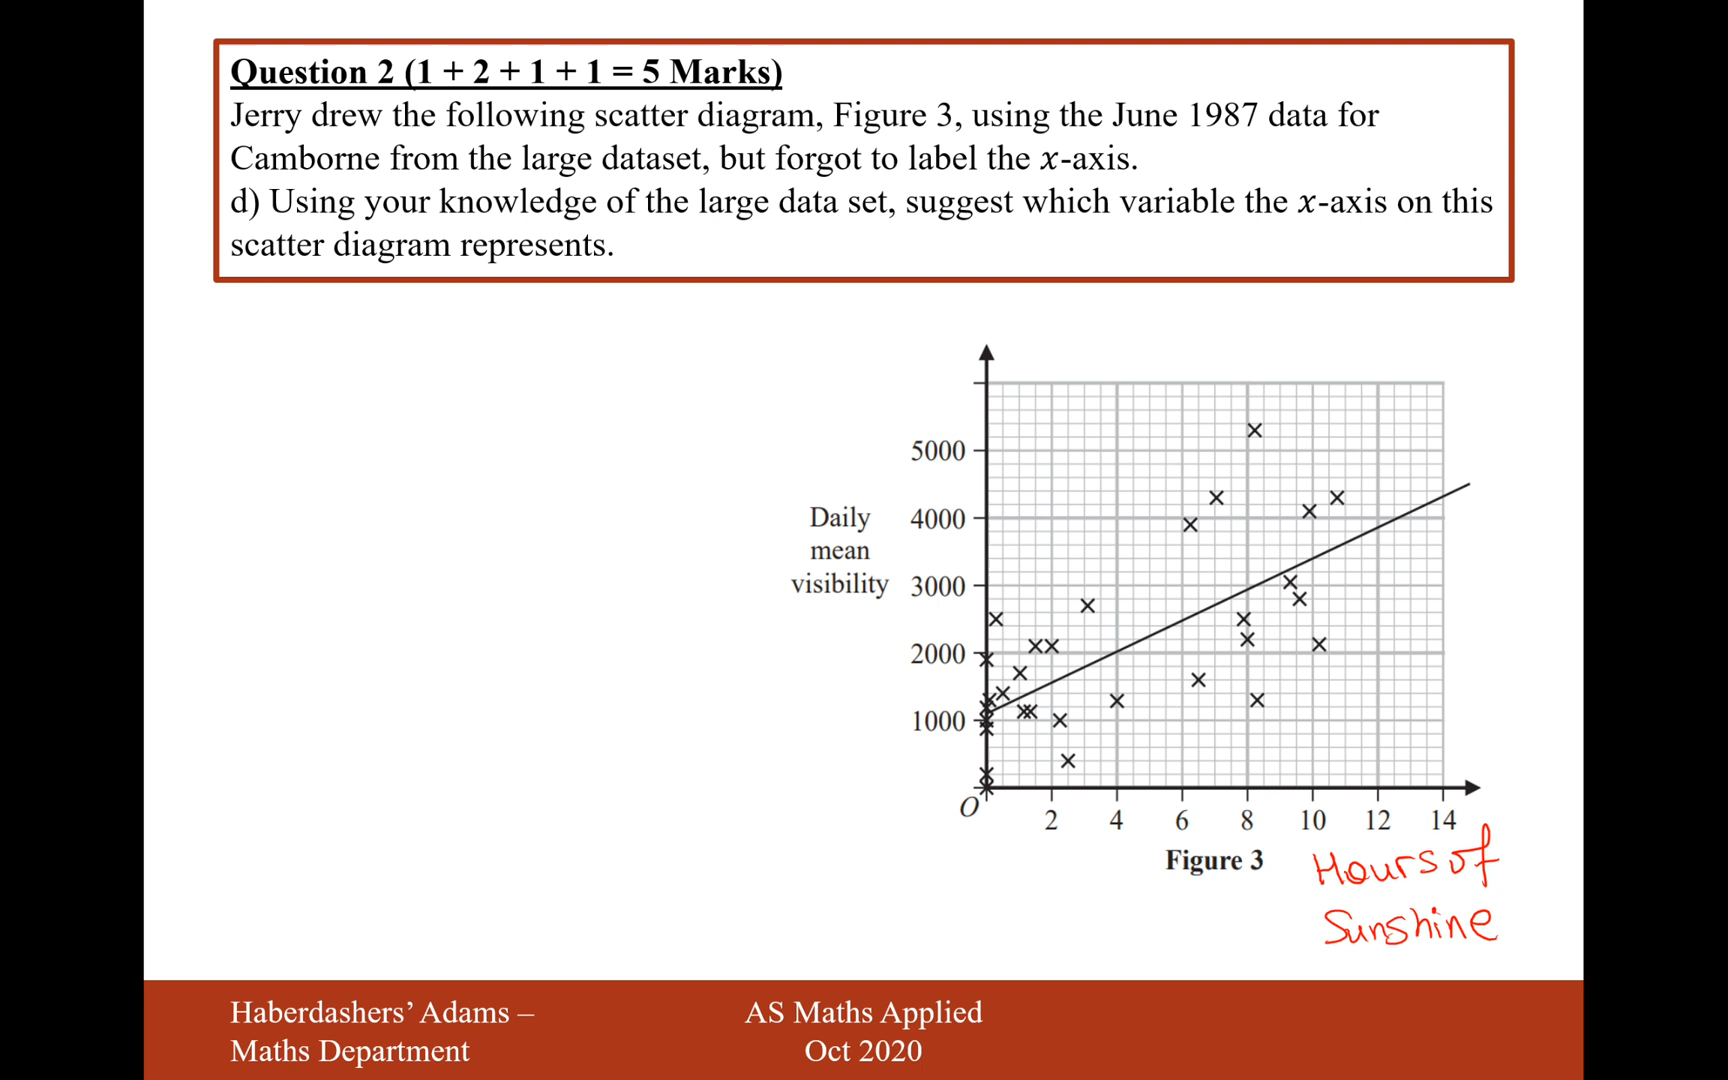 Question 2 (1 + 2 + 1 + 1 = 5 Marks)
Jerry drew the following scatter diagram, Figure 3, using the June 1987 data for
Camborne from the large dataset, but forgot to label the x-axis.
d) Using your knowledge of the large data set, suggest which variable the x-axis on this
scatter diagram represents.
5000
Daily 4000
mean
visibility 3000
2000
1000
O
2 4 6 8 10 12 14
Figure 3
Hours of
Sunshine
Haberdashers’ Adams –
Maths Department
AS Maths Applied
Oct 2020